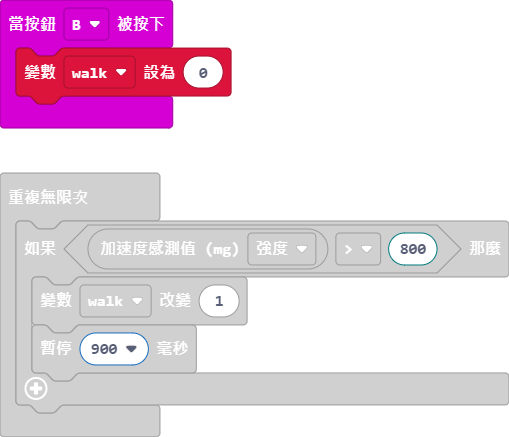 當按鈕 B 被按下
變數 walk 設為 0
重複無限次
如果 加速度感測值 (mg) 強度 > 800 那麼
變數 walk 改變 1
暫停 900 毫秒